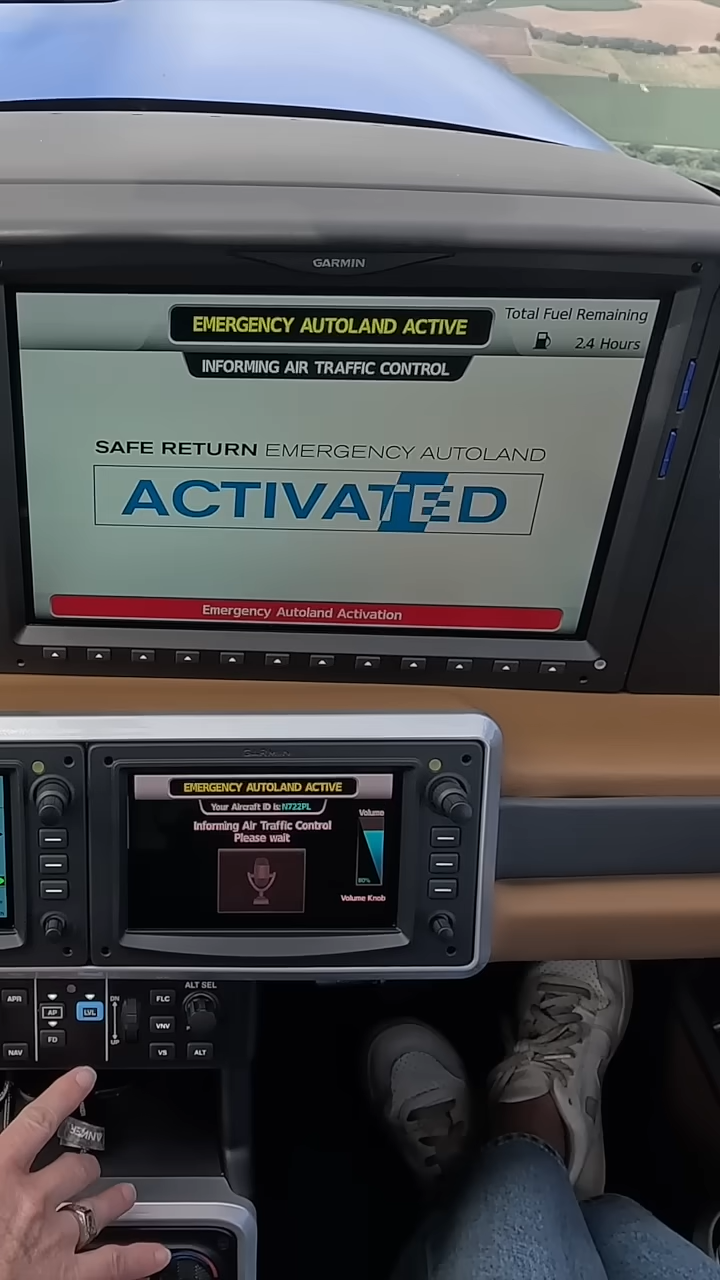 GARMIN
EMERGENCY AUTOLAND ACTIVE
Total Fuel Remaining
2.4 Hours
INFORMING AIR TRAFFIC CONTROL
SAFE RETURN EMERGENCY AUTOLAND
ACTIVATED
Emergency Autoland Activation
GARMIN
EMERGENCY AUTOLAND ACTIVE
Your Aircraft ID is: N722PL
Informing Air Traffic Control
Please wait
Volume
80%
Volume Knob
ALT SEL
APR
AP
LVL
DN
FLC
FD
UP
VNV
NAV
VS
ALT
ANKER